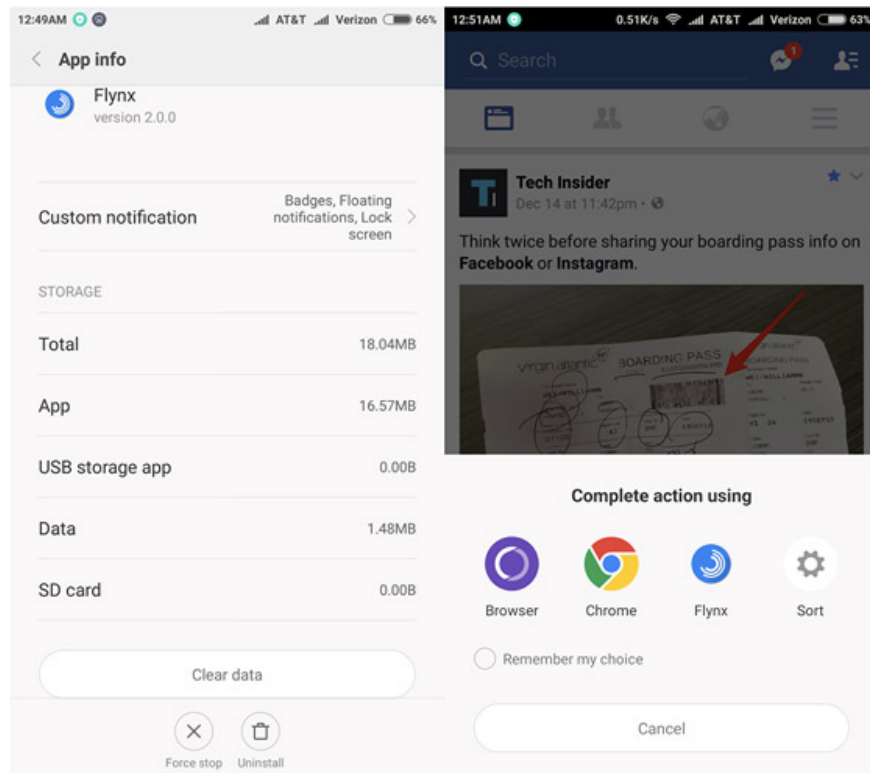 12:49AM
AT&T Verizon 66%
App info
Flynx
version 2.0.0
Custom notification
Badges, Floating
notifications, Lock
screen
STORAGE
Total 18.04MB
App 16.57MB
USB storage app 0.00B
Data 1.48MB
SD card 0.00B
Clear data
Force stop Uninstall
12:51AM
0.51K/s AT&T Verizon 63%
Search
1
Tech Insider
Dec 14 at 11:42pm
Think twice before sharing your boarding pass info on
Facebook or Instagram.
virgin atlantic BOARDING PASS
Complete action using
Browser Chrome Flynx Sort
Remember my choice
Cancel